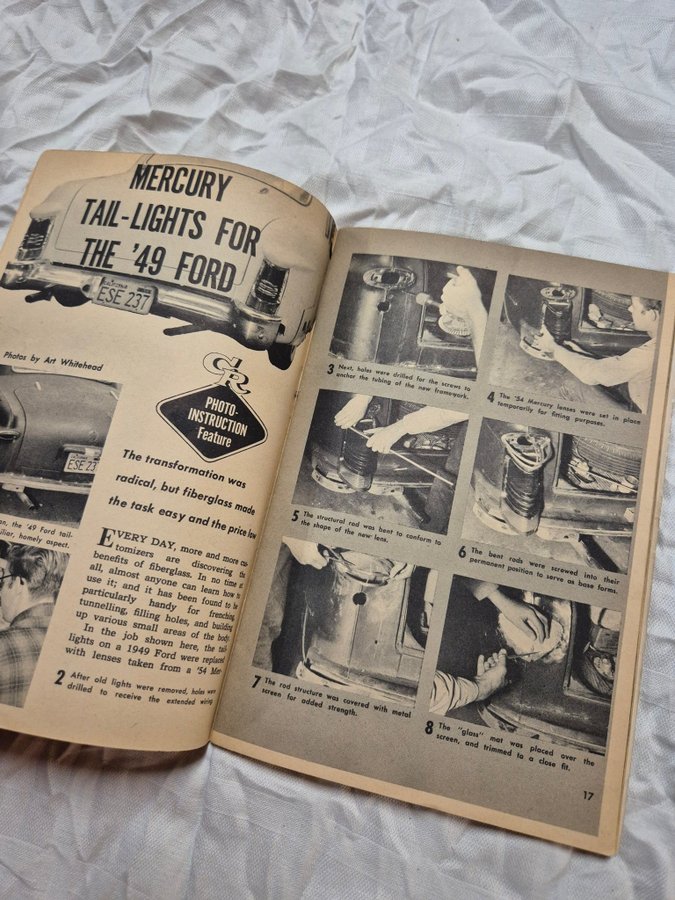 MERCURY
TAIL-LIGHTS FOR
THE '49 FORD
CALIFORNIA
ESE 237
Photos by Art Whitehead
CR
PHOTO-
INSTRUCTION
Feature
ESE 23
the '49 Ford tail-
homely aspect.
The transformation was
radical, but fiberglass made
the task easy and the price low
EVERY DAY, more and more cus-
tomizers are discovering the
benefits of fiberglass. In no time at
all, almost anyone can learn how to
use it; and it has been found to be
particularly handy for frenching,
tunnelling, filling holes, and building
up various small areas of the body.
In the job shown here, the tail-
lights on a 1949 Ford were replaced
with lenses taken from a '54 Mer-
2 After old lights were removed, holes were
drilled to receive the extended wiring.
3 Next, holes were drilled for the screws to
anchor the tubing of the new framework.
4 The '54 Mercury lenses were set in place
temporarily for fitting purposes.
5 The structural rod was bent to conform to
the shape of the new lens.
6 The bent rods were screwed into their
permanent position to serve as base forms.
7 The rod structure was covered with metal
screen for added strength.
8 The "glass" mat was placed over the
screen, and trimmed to a close fit.
17